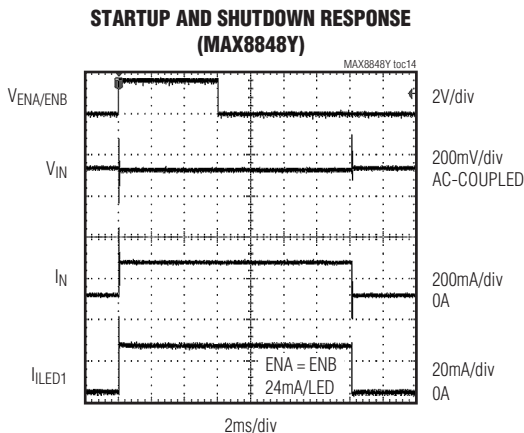 STARTUP AND SHUTDOWN RESPONSE
(MAX8848Y)
MAX8848Y toc14
VENA/ENB
2V/div
VIN
200mV/div
AC-COUPLED
IN
200mA/div
0A
IILED1
ENA = ENB
24mA/LED
20mA/div
0A
2ms/div